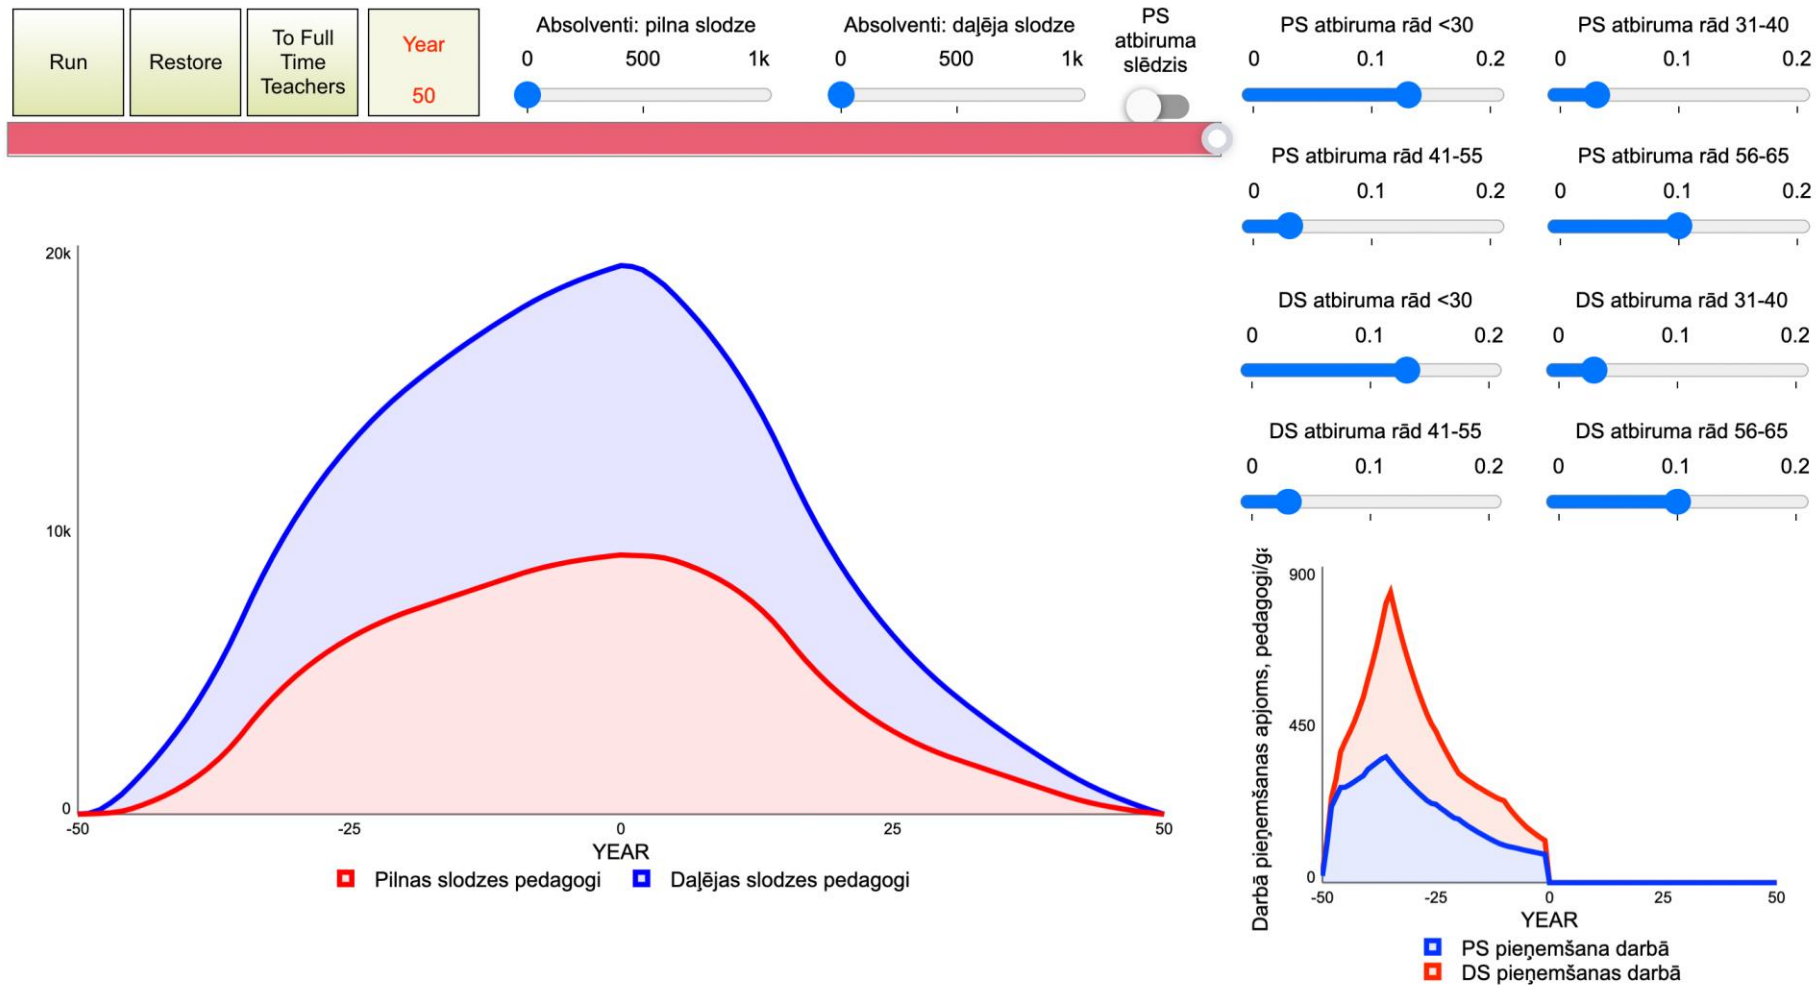 Run
Restore
To Full
Time
Teachers
Year
50
Absolventi: pilna slodze
0 500 1k
Absolventi: daļēja slodze
0 500 1k
PS
atbiruma
slēdzis
PS atbiruma rād <30
0 0.1 0.2
PS atbiruma rād 31-40
0 0.1 0.2
PS atbiruma rād 41-55
0 0.1 0.2
PS atbiruma rād 56-65
0 0.1 0.2
DS atbiruma rād <30
0 0.1 0.2
DS atbiruma rād 31-40
0 0.1 0.2
DS atbiruma rād 41-55
0 0.1 0.2
DS atbiruma rād 56-65
0 0.1 0.2
20k
10k
0
-50 -25 0 25 50
YEAR
Pilnas slodzes pedagogi Daļējas slodzes pedagogi
Darbā pieņemšanas apjoms, pedagogi/
900
450
0
-50 -25 0 25 50
YEAR
PS pieņemšana darbā
DS pieņemšanas darbā